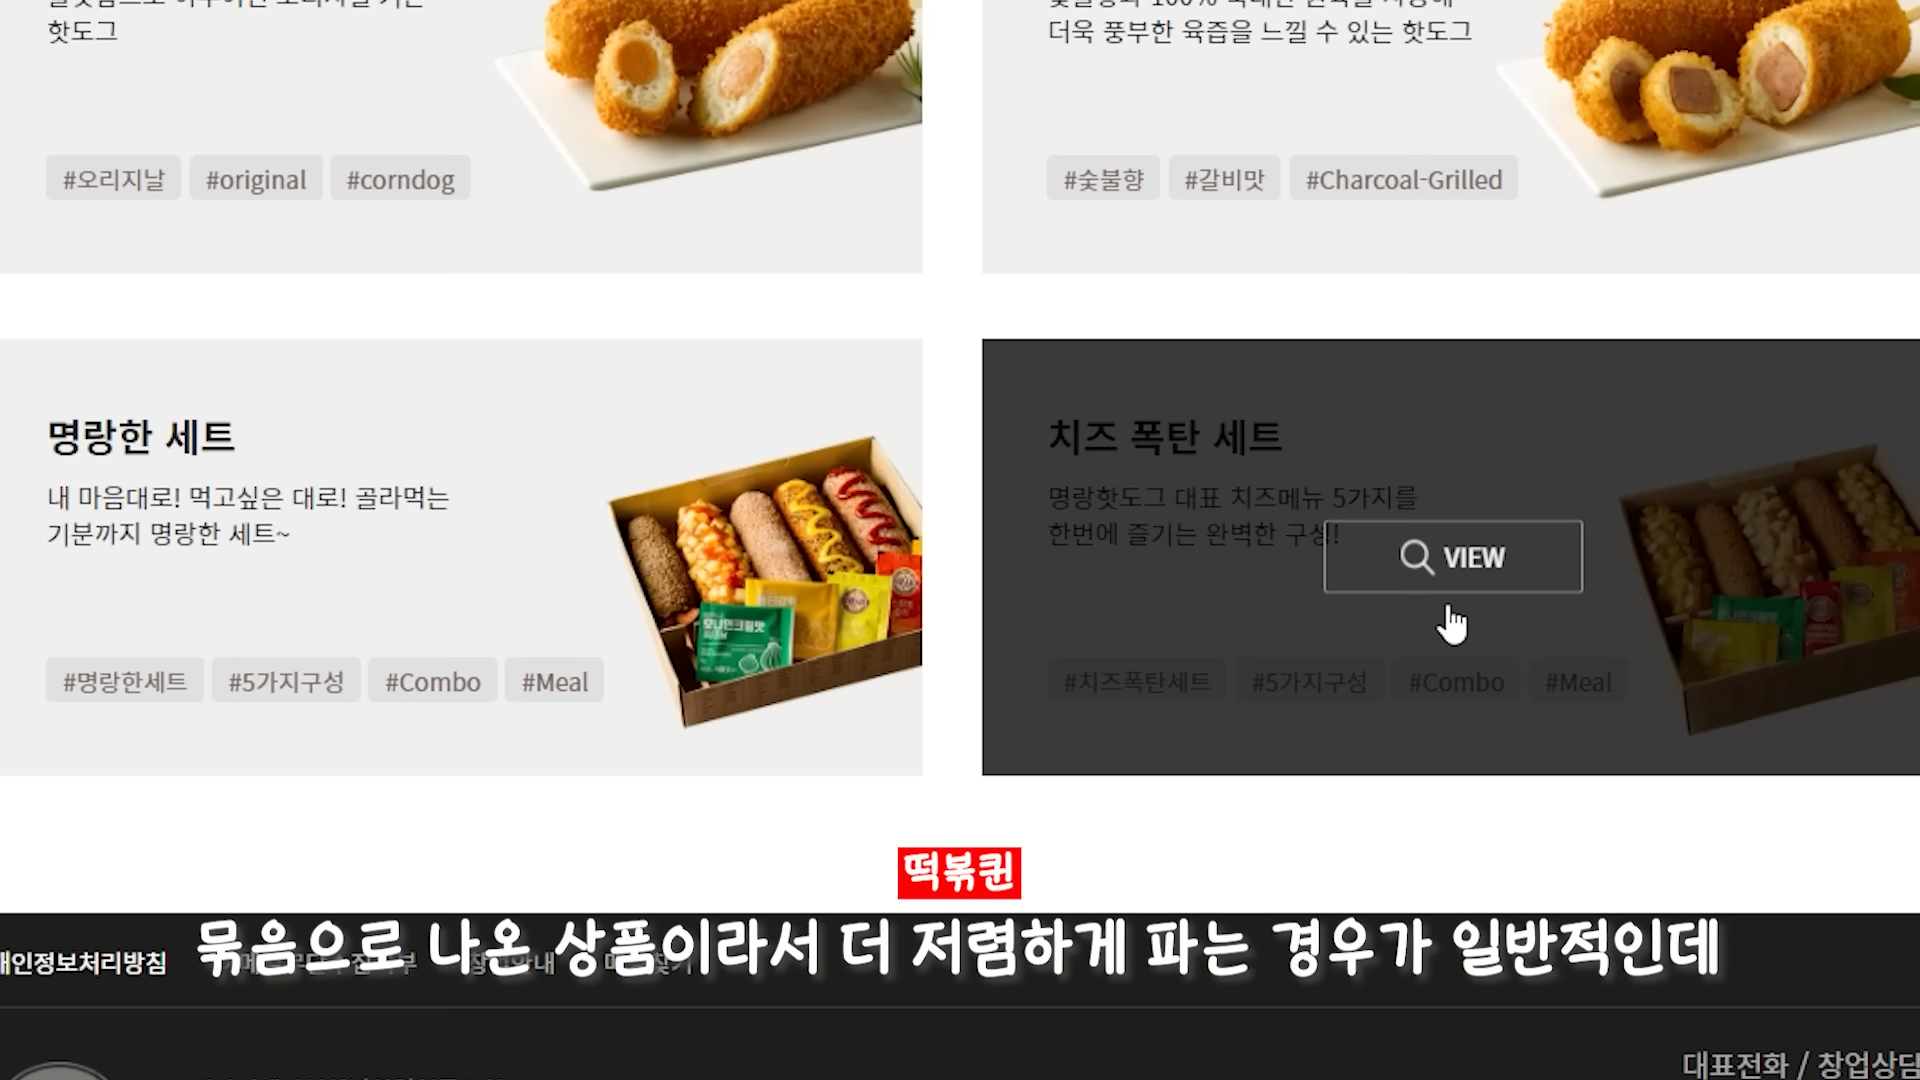 핫도그
더욱 풍부한 육즙을 느낄 수 있는 핫도그
#오리지날 #original #corndog
#숯불향 #갈비맛 #Charcoal-Grilled
명랑한 세트
내 마음대로! 먹고싶은 대로! 골라먹는
기분까지 명랑한 세트~
#명랑한세트 #5가지구성 #Combo #Meal
치즈 폭탄 세트
명랑핫도그 대표 치즈메뉴 5가지를
한번에 즐기는 완벽한 구성!
VIEW
#치즈폭탄세트 #5가지구성 #Combo #Meal
떡볶퀸
묶음으로 나온 상품이라서 더 저렴하게 파는 경우가 일반적인데
개인정보처리방침
대표전화 / 창업상담